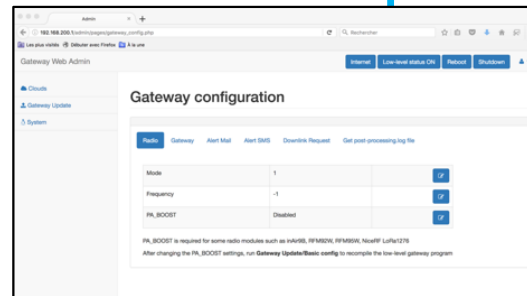 Admin
192.168.200.1/admin/pages/gateway_config.php
Rechercher
Les plus visités Débuter avec Firefox À la une
Gateway Web Admin
Internet Low-level status ON Reboot Shutdown
Clouds
Gateway Update
System
Gateway configuration
Radio Gateway Alert Mail Alert SMS Downlink Request Get post-processing.log file
Mode 1
Frequency -1
PA_BOOST Disabled
PA_BOOST is required for some radio modules such as inAir9B, RFM92W, RFM95W, NiceRF LoRa1276
After changing the PA_BOOST settings, run Gateway Update/Basic config to recompile the low-level gateway program